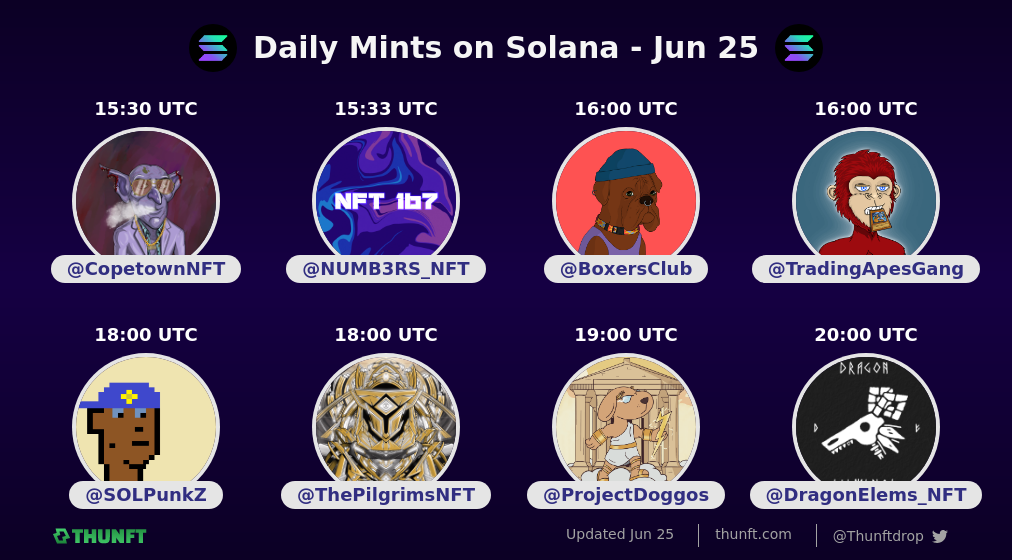 Daily Mints on Solana - Jun 25
15:30 UTC
15:33 UTC
16:00 UTC
16:00 UTC
NFT 167
@CopetownNFT
@NUMB3RS_NFT
@BoxersClub
@TradingApesGang
18:00 UTC
18:00 UTC
19:00 UTC
20:00 UTC
DRAGON
@SOLPunkZ
@ThePilgrimsNFT
@ProjectDoggos
@DragonElems_NFT
THUNFT
Updated Jun 25
thunft.com
@Thunftdrop